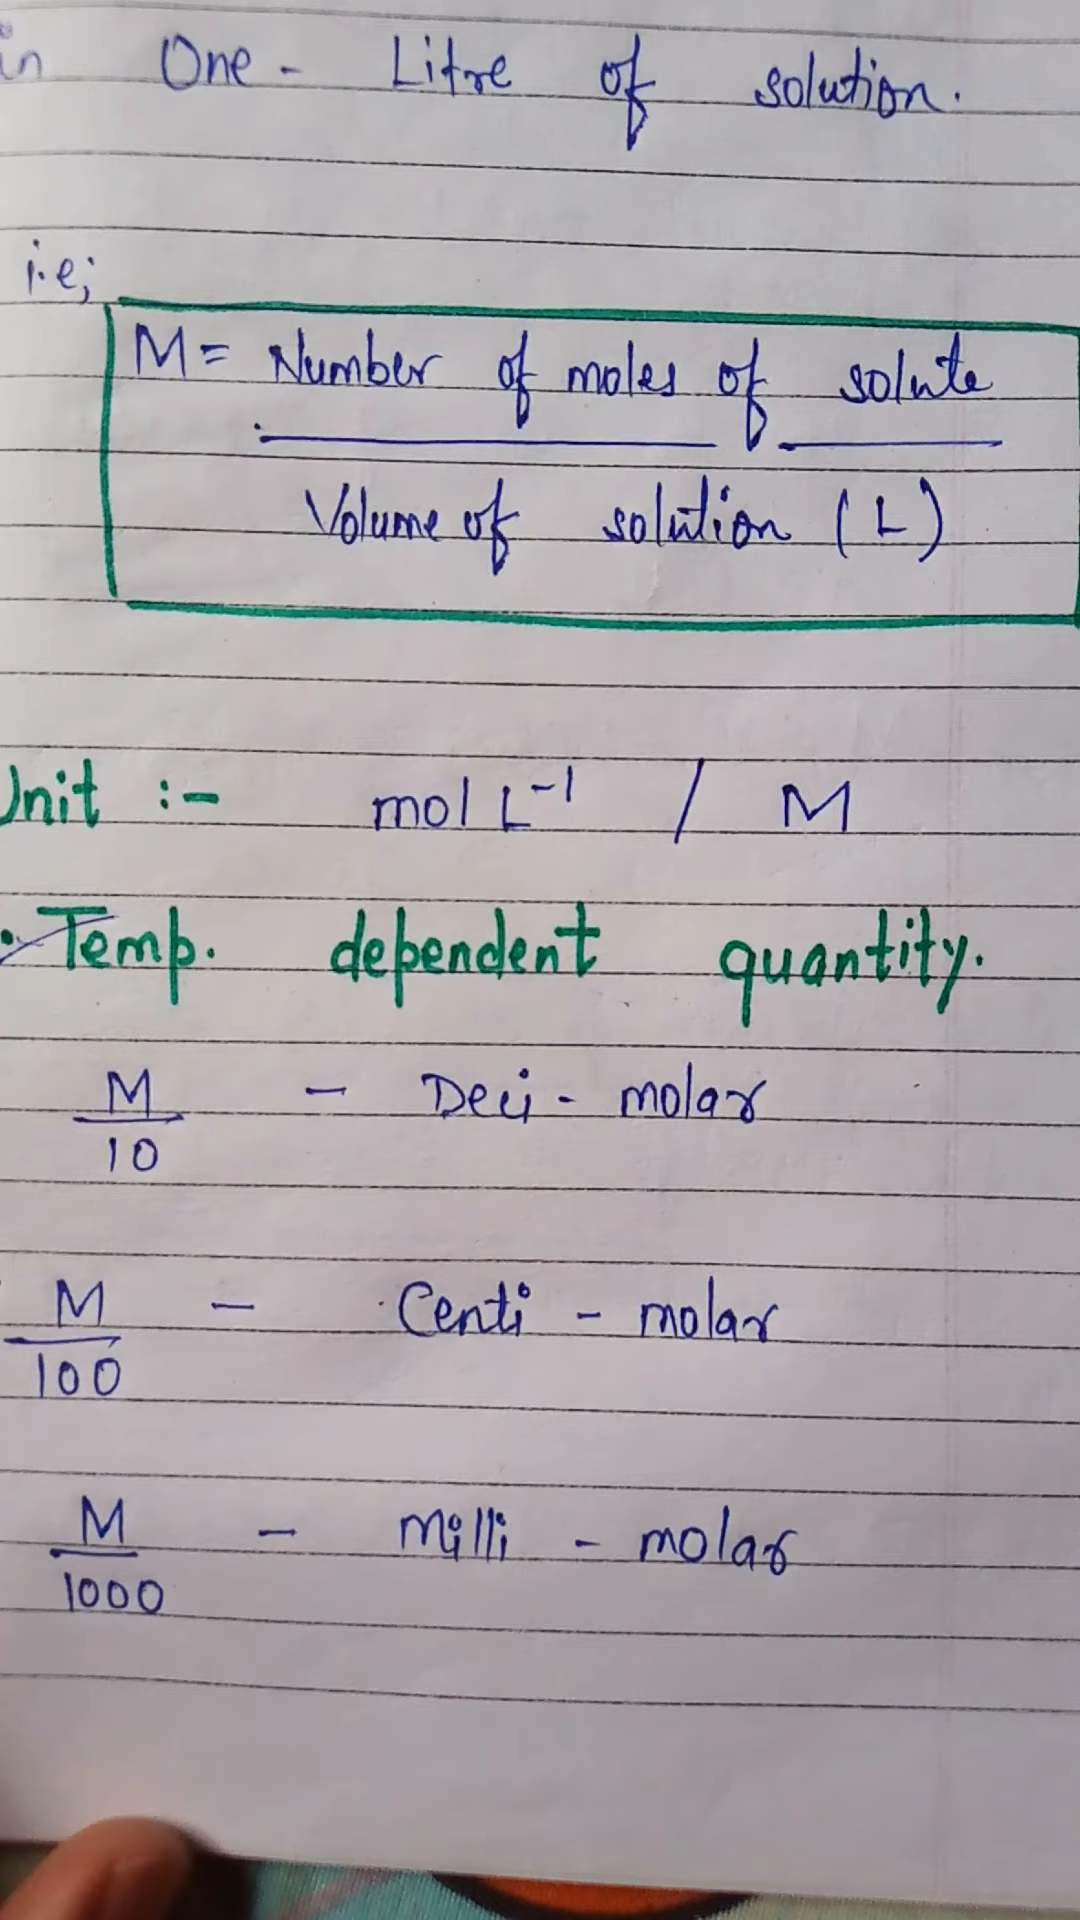 in One - Litre of solution.
i.e;
M = Number of moles of solute
Volume of solution (L)
Unit :- mol L⁻¹ / M
• Temp. dependent quantity.
M
10 - Deci - molar
M
100 - Centi - molar
M
1000 - Milli - molar